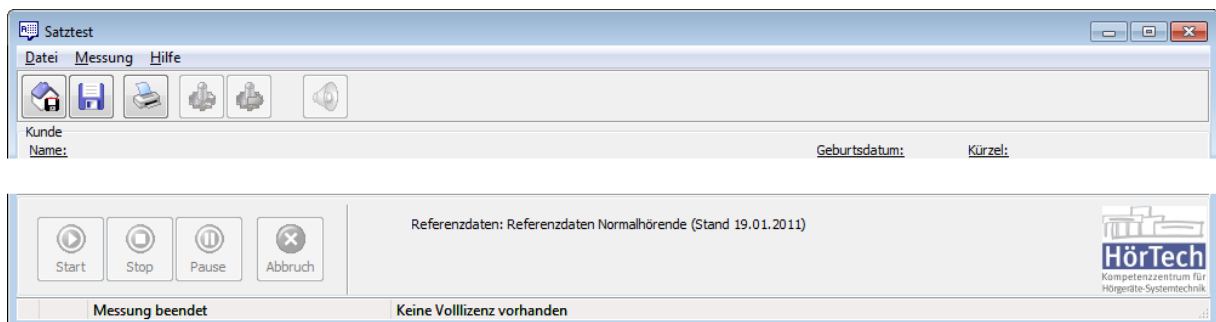 Satztest
Datei Messung Hilfe
Kunde
Name: Geburtsdatum: Kürzel:
Start Stop Pause Abbruch
Referenzdaten: Referenzdaten Normalhörende (Stand 19.01.2011)
HörTech
Kompetenzzentrum für
Hörgeräte-Systemtechnik
Messung beendet Keine Volllizenz vorhanden